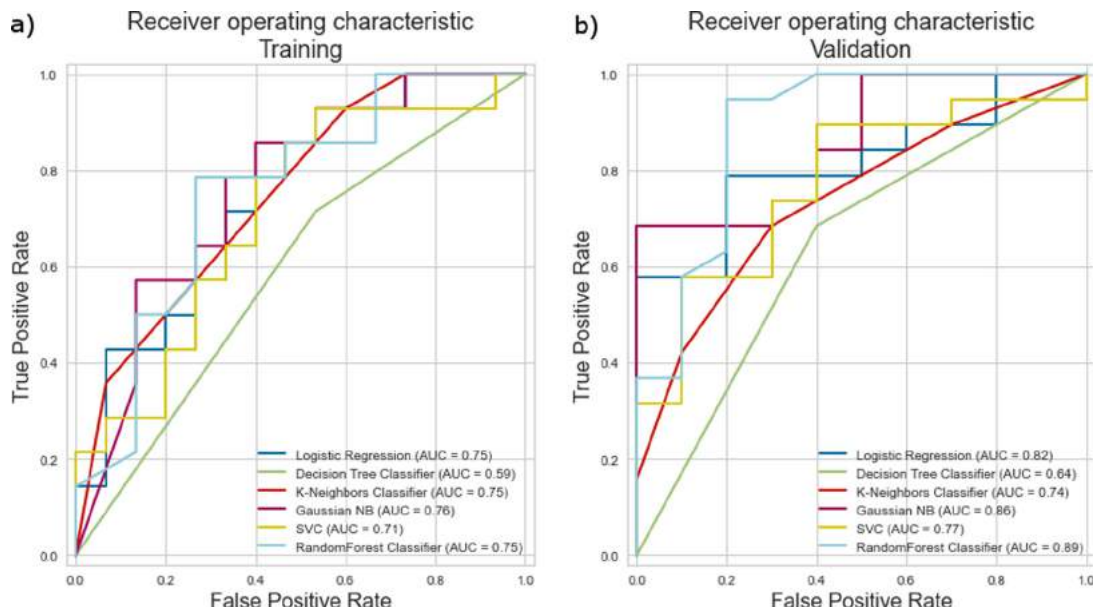 a)
Receiver operating characteristic
Training
1.0
0.8
0.6
0.4
0.2
0.0
True Positive Rate
Logistic Regression (AUC = 0.75)
Decision Tree Classifier (AUC = 0.59)
K-Neighbors Classifier (AUC = 0.75)
Gaussian NB (AUC = 0.76)
SVC (AUC = 0.71)
RandomForest Classifier (AUC = 0.75)
0.0 0.2 0.4 0.6 0.8 1.0
False Positive Rate
b)
Receiver operating characteristic
Validation
1.0
0.8
0.6
0.4
0.2
0.0
True Positive Rate
Logistic Regression (AUC = 0.82)
Decision Tree Classifier (AUC = 0.64)
K-Neighbors Classifier (AUC = 0.74)
Gaussian NB (AUC = 0.86)
SVC (AUC = 0.77)
RandomForest Classifier (AUC = 0.89)
0.0 0.2 0.4 0.6 0.8 1.0
False Positive Rate